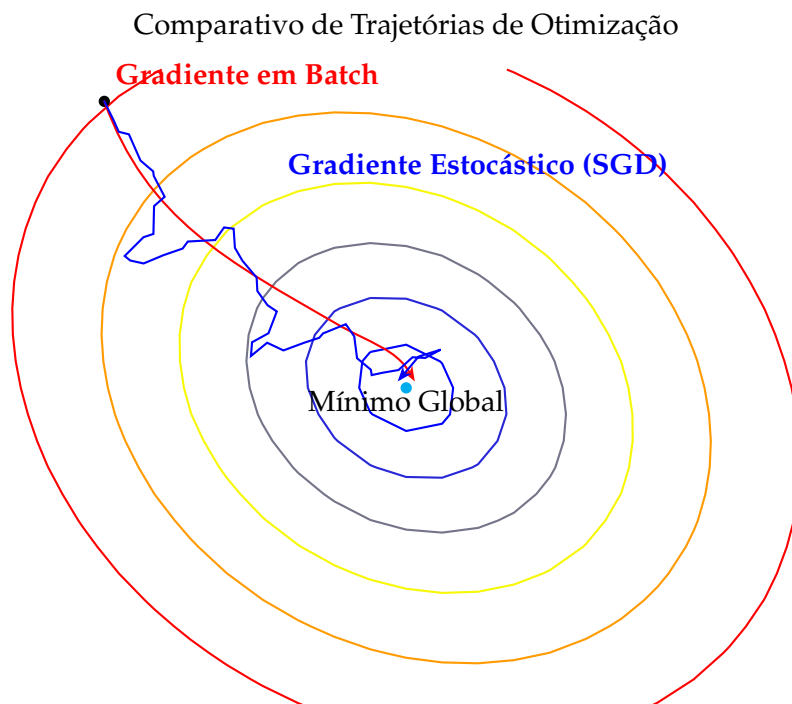 Comparativo de Trajetórias de Otimização
Gradiente em Batch
Gradiente Estocástico (SGD)
Mínimo Global